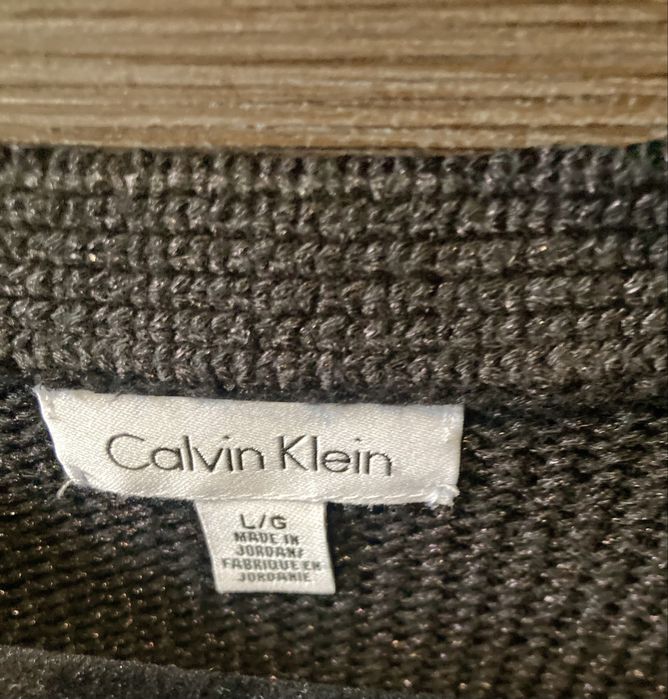 Calvin Klein
L/G
MADE IN
JORDAN/
FABRIQUE EN
JORDANIE